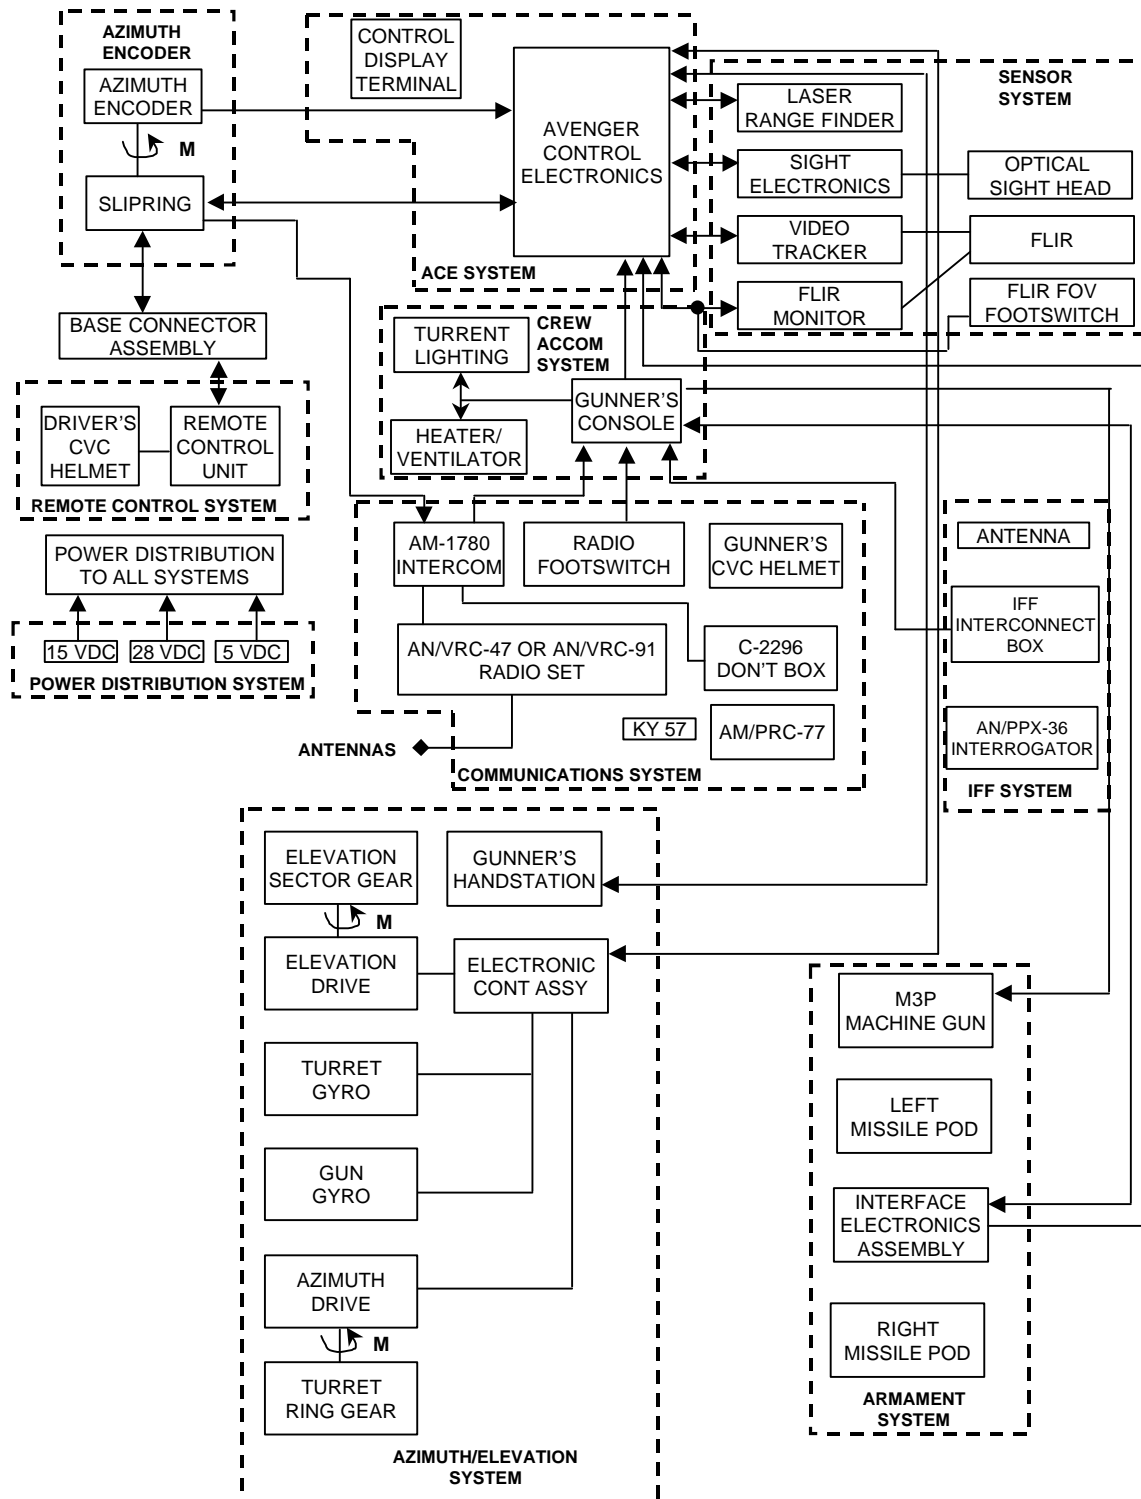 AZIMUTH
ENCODER
AZIMUTH
ENCODER
M
SLIPRING
BASE CONNECTOR
ASSEMBLY
DRIVER'S
CVC
HELMET
REMOTE
CONTROL
UNIT
REMOTE CONTROL SYSTEM
POWER DISTRIBUTION
TO ALL SYSTEMS
15 VDC
28 VDC
5 VDC
POWER DISTRIBUTION SYSTEM
CONTROL
DISPLAY
TERMINAL
AVENGER
CONTROL
ELECTRONICS
ACE SYSTEM
SENSOR
SYSTEM
LASER
RANGE FINDER
SIGHT
ELECTRONICS
OPTICAL
SIGHT HEAD
VIDEO
TRACKER
FLIR
FLIR
MONITOR
FLIR FOV
FOOTSWITCH
CREW
ACCOM
SYSTEM
TURRENT
LIGHTING
GUNNER'S
CONSOLE
HEATER/
VENTILATOR
AM-1780
INTERCOM
RADIO
FOOTSWITCH
GUNNER'S
CVC HELMET
AN/VRC-47 OR AN/VRC-91
RADIO SET
C-2296
DON'T BOX
KY 57
AM/PRC-77
ANTENNAS
COMMUNICATIONS SYSTEM
ANTENNA
IFF
INTERCONNECT
BOX
AN/PPX-36
INTERROGATOR
IFF SYSTEM
ELEVATION
SECTOR GEAR
M
GUNNER'S
HANDSTATION
ELEVATION
DRIVE
ELECTRONIC
CONT ASSY
TURRET
GYRO
GUN
GYRO
AZIMUTH
DRIVE
M
TURRET
RING GEAR
AZIMUTH/ELEVATION
SYSTEM
M3P
MACHINE GUN
LEFT
MISSILE POD
INTERFACE
ELECTRONICS
ASSEMBLY
RIGHT
MISSILE POD
ARMAMENT
SYSTEM